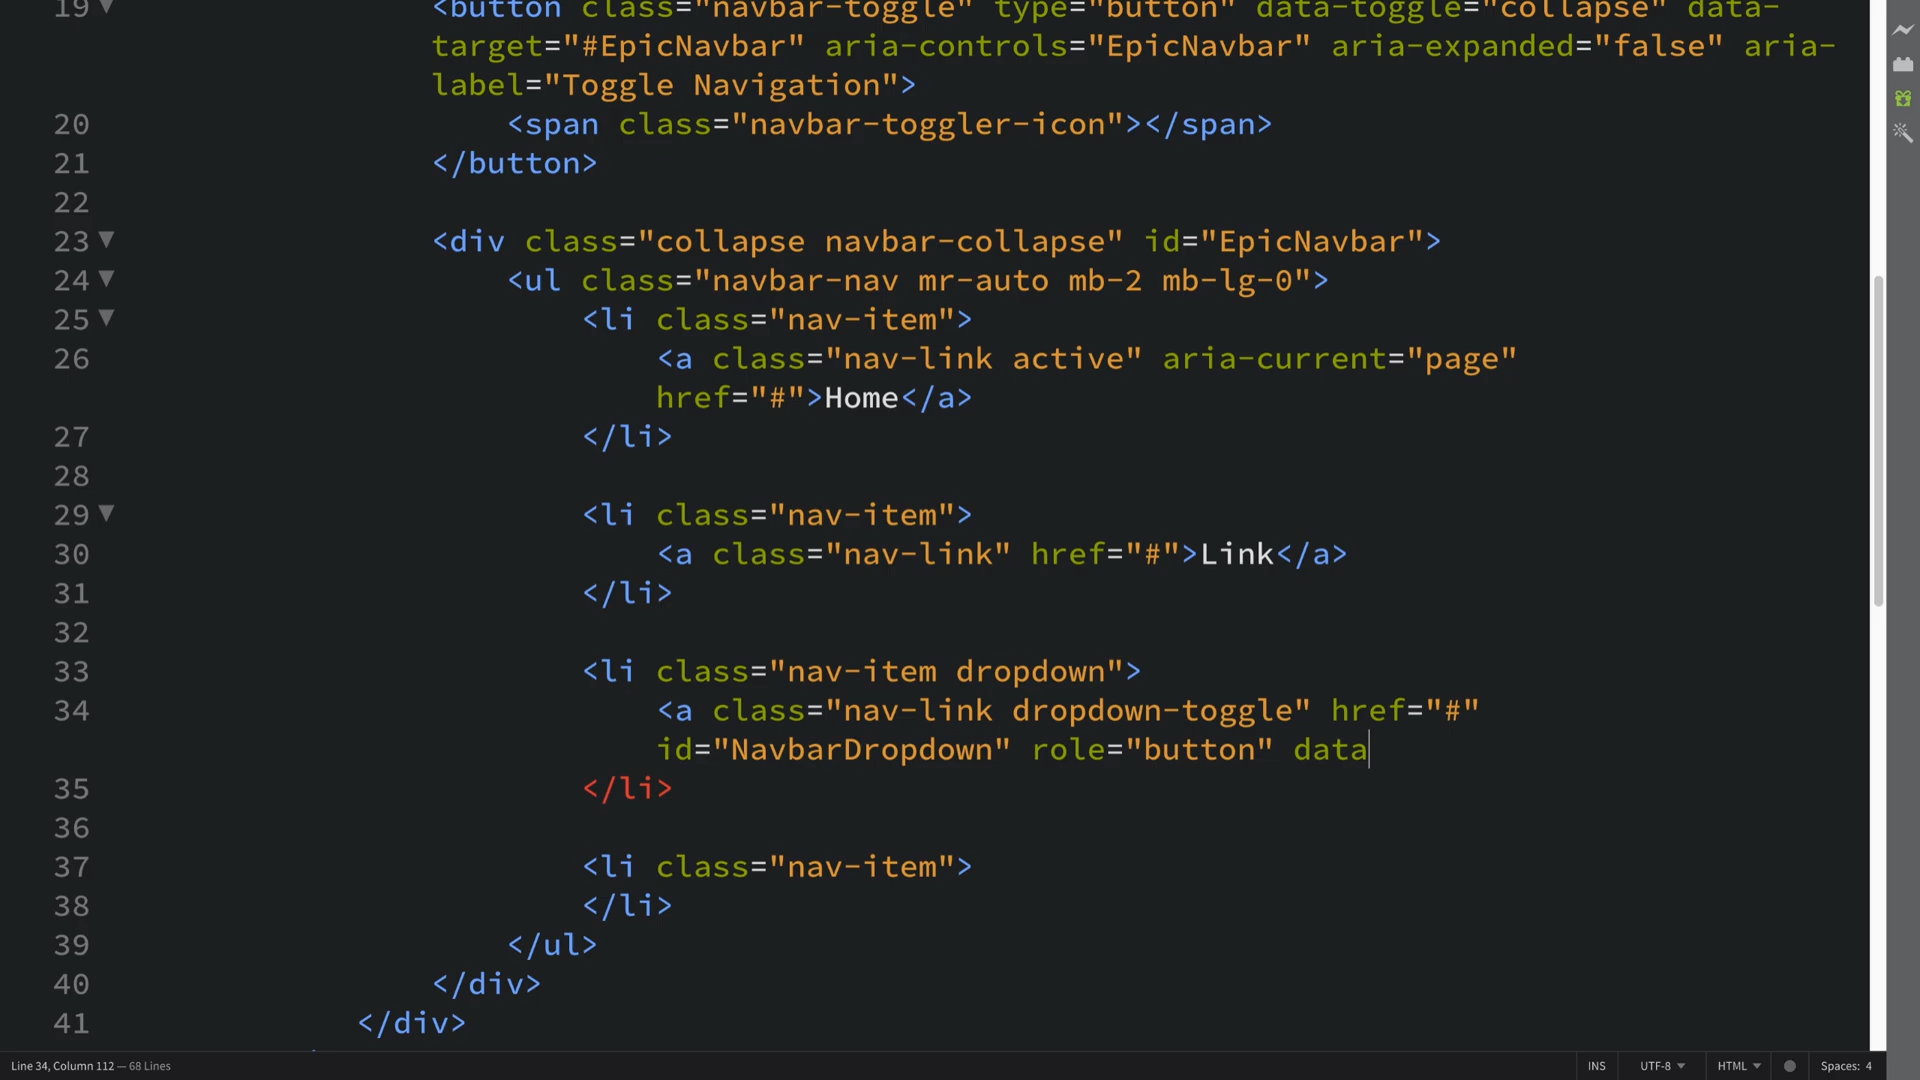 19 <button class="navbar-toggle" type="button" data-toggle="collapse" data-
target="#EpicNavbar" aria-controls="EpicNavbar" aria-expanded="false" aria-
label="Toggle Navigation">
20 <span class="navbar-toggler-icon"></span>
21 </button>
22
23 <div class="collapse navbar-collapse" id="EpicNavbar">
24 <ul class="navbar-nav mr-auto mb-2 mb-lg-0">
25 <li class="nav-item">
26 <a class="nav-link active" aria-current="page"
href="#">Home</a>
27 </li>
28
29 <li class="nav-item">
30 <a class="nav-link" href="#">Link</a>
31 </li>
32
33 <li class="nav-item dropdown">
34 <a class="nav-link dropdown-toggle" href="#"
id="NavbarDropdown" role="button" data
35 </li>
36
37 <li class="nav-item">
38 </li>
39 </ul>
40 </div>
41 </div>
Line 34, Column 112 — 68 Lines INS UTF-8 HTML Spaces: 4